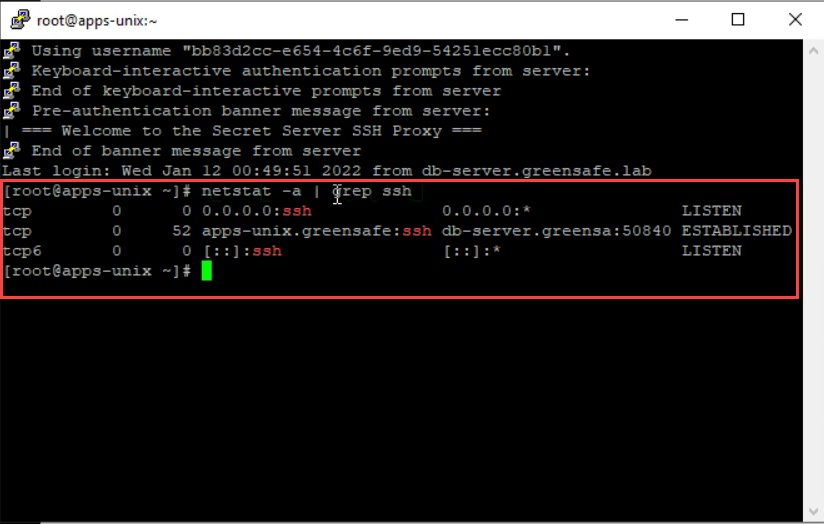 root@apps-unix:~
Using username "bb83d2cc-e654-4c6f-9ed9-54251ecc80b1".
Keyboard-interactive authentication prompts from server:
End of keyboard-interactive prompts from server
Pre-authentication banner message from server:
| === Welcome to the Secret Server SSH Proxy ===
End of banner message from server
Last login: Wed Jan 12 00:49:51 2022 from db-server.greensafe.lab
[root@apps-unix ~]# netstat -a | grep ssh
tcp 0 0 0.0.0.0:ssh 0.0.0.0:* LISTEN
tcp 0 52 apps-unix.greensafe:ssh db-server.greensa:50840 ESTABLISHED
tcp6 0 0 [::]:ssh [::]:* LISTEN
[root@apps-unix ~]#